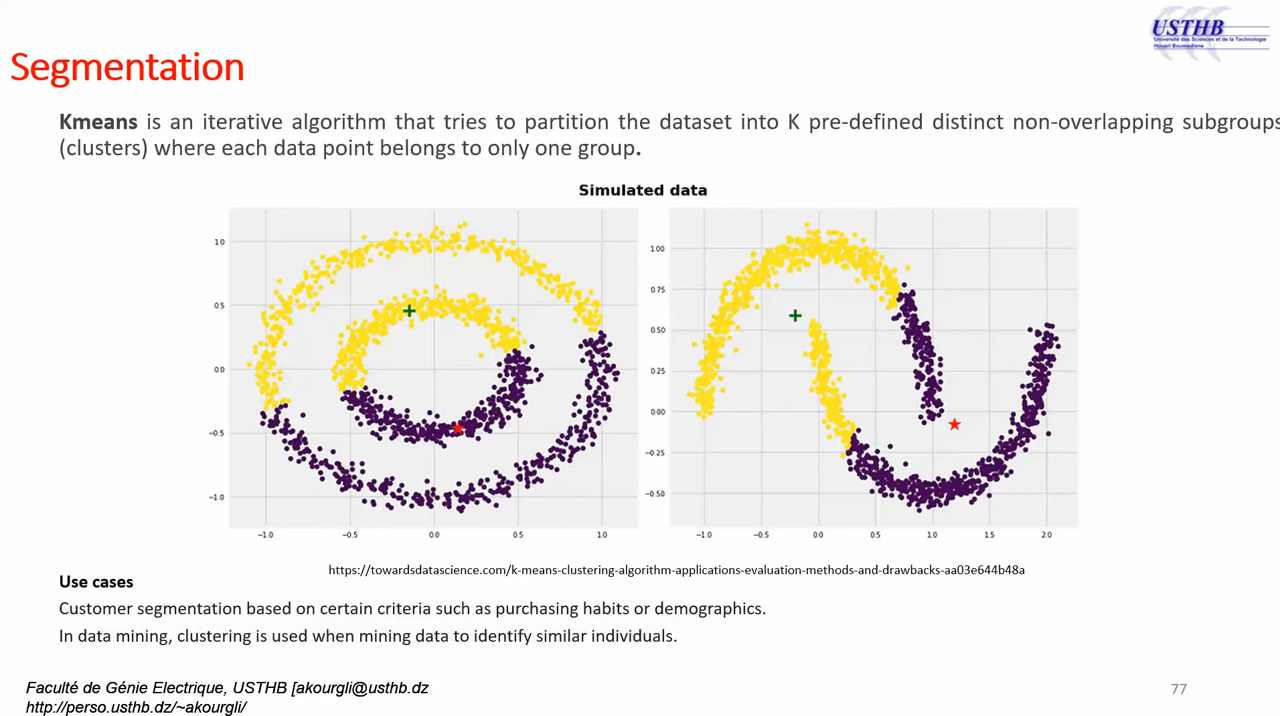 USTHB
Université des Sciences et de la Technologie
Houari Boumediene
Segmentation
Kmeans is an iterative algorithm that tries to partition the dataset into K pre-defined distinct non-overlapping subgroups
(clusters) where each data point belongs to only one group.
Simulated data
1.0
0.5
0.0
−0.5
−1.0
−1.0 −0.5 0.0 0.5 1.0
1.00
0.75
0.50
0.25
0.00
−0.25
−0.50
−1.0 −0.5 0.0 0.5 1.0 1.5 2.0
https://towardsdatascience.com/k-means-clustering-algorithm-applications-evaluation-methods-and-drawbacks-aa03e644b48a
Use cases
Customer segmentation based on certain criteria such as purchasing habits or demographics.
In data mining, clustering is used when mining data to identify similar individuals.
Faculté de Génie Electrique, USTHB [akourgli@usthb.dz
http://perso.usthb.dz/~akourgli/
77